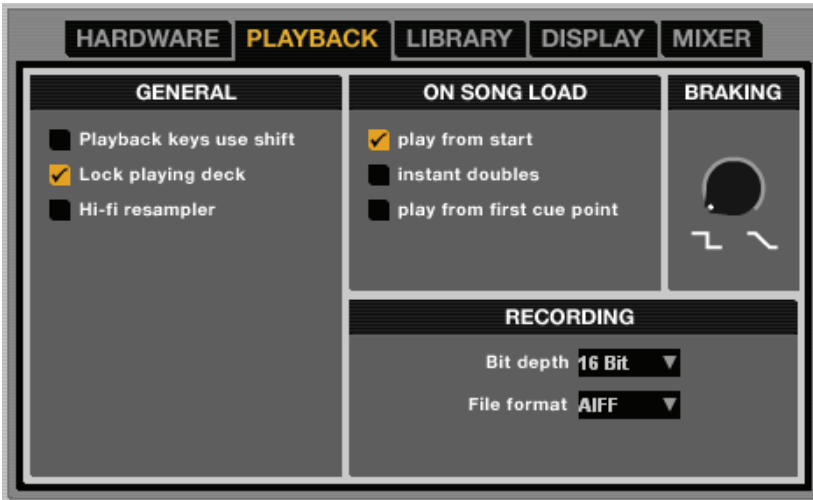 HARDWARE PLAYBACK LIBRARY DISPLAY MIXER
GENERAL
Playback keys use shift
Lock playing deck
Hi-fi resampler
ON SONG LOAD
play from start
instant doubles
play from first cue point
BRAKING
RECORDING
Bit depth 16 Bit
File format AIFF